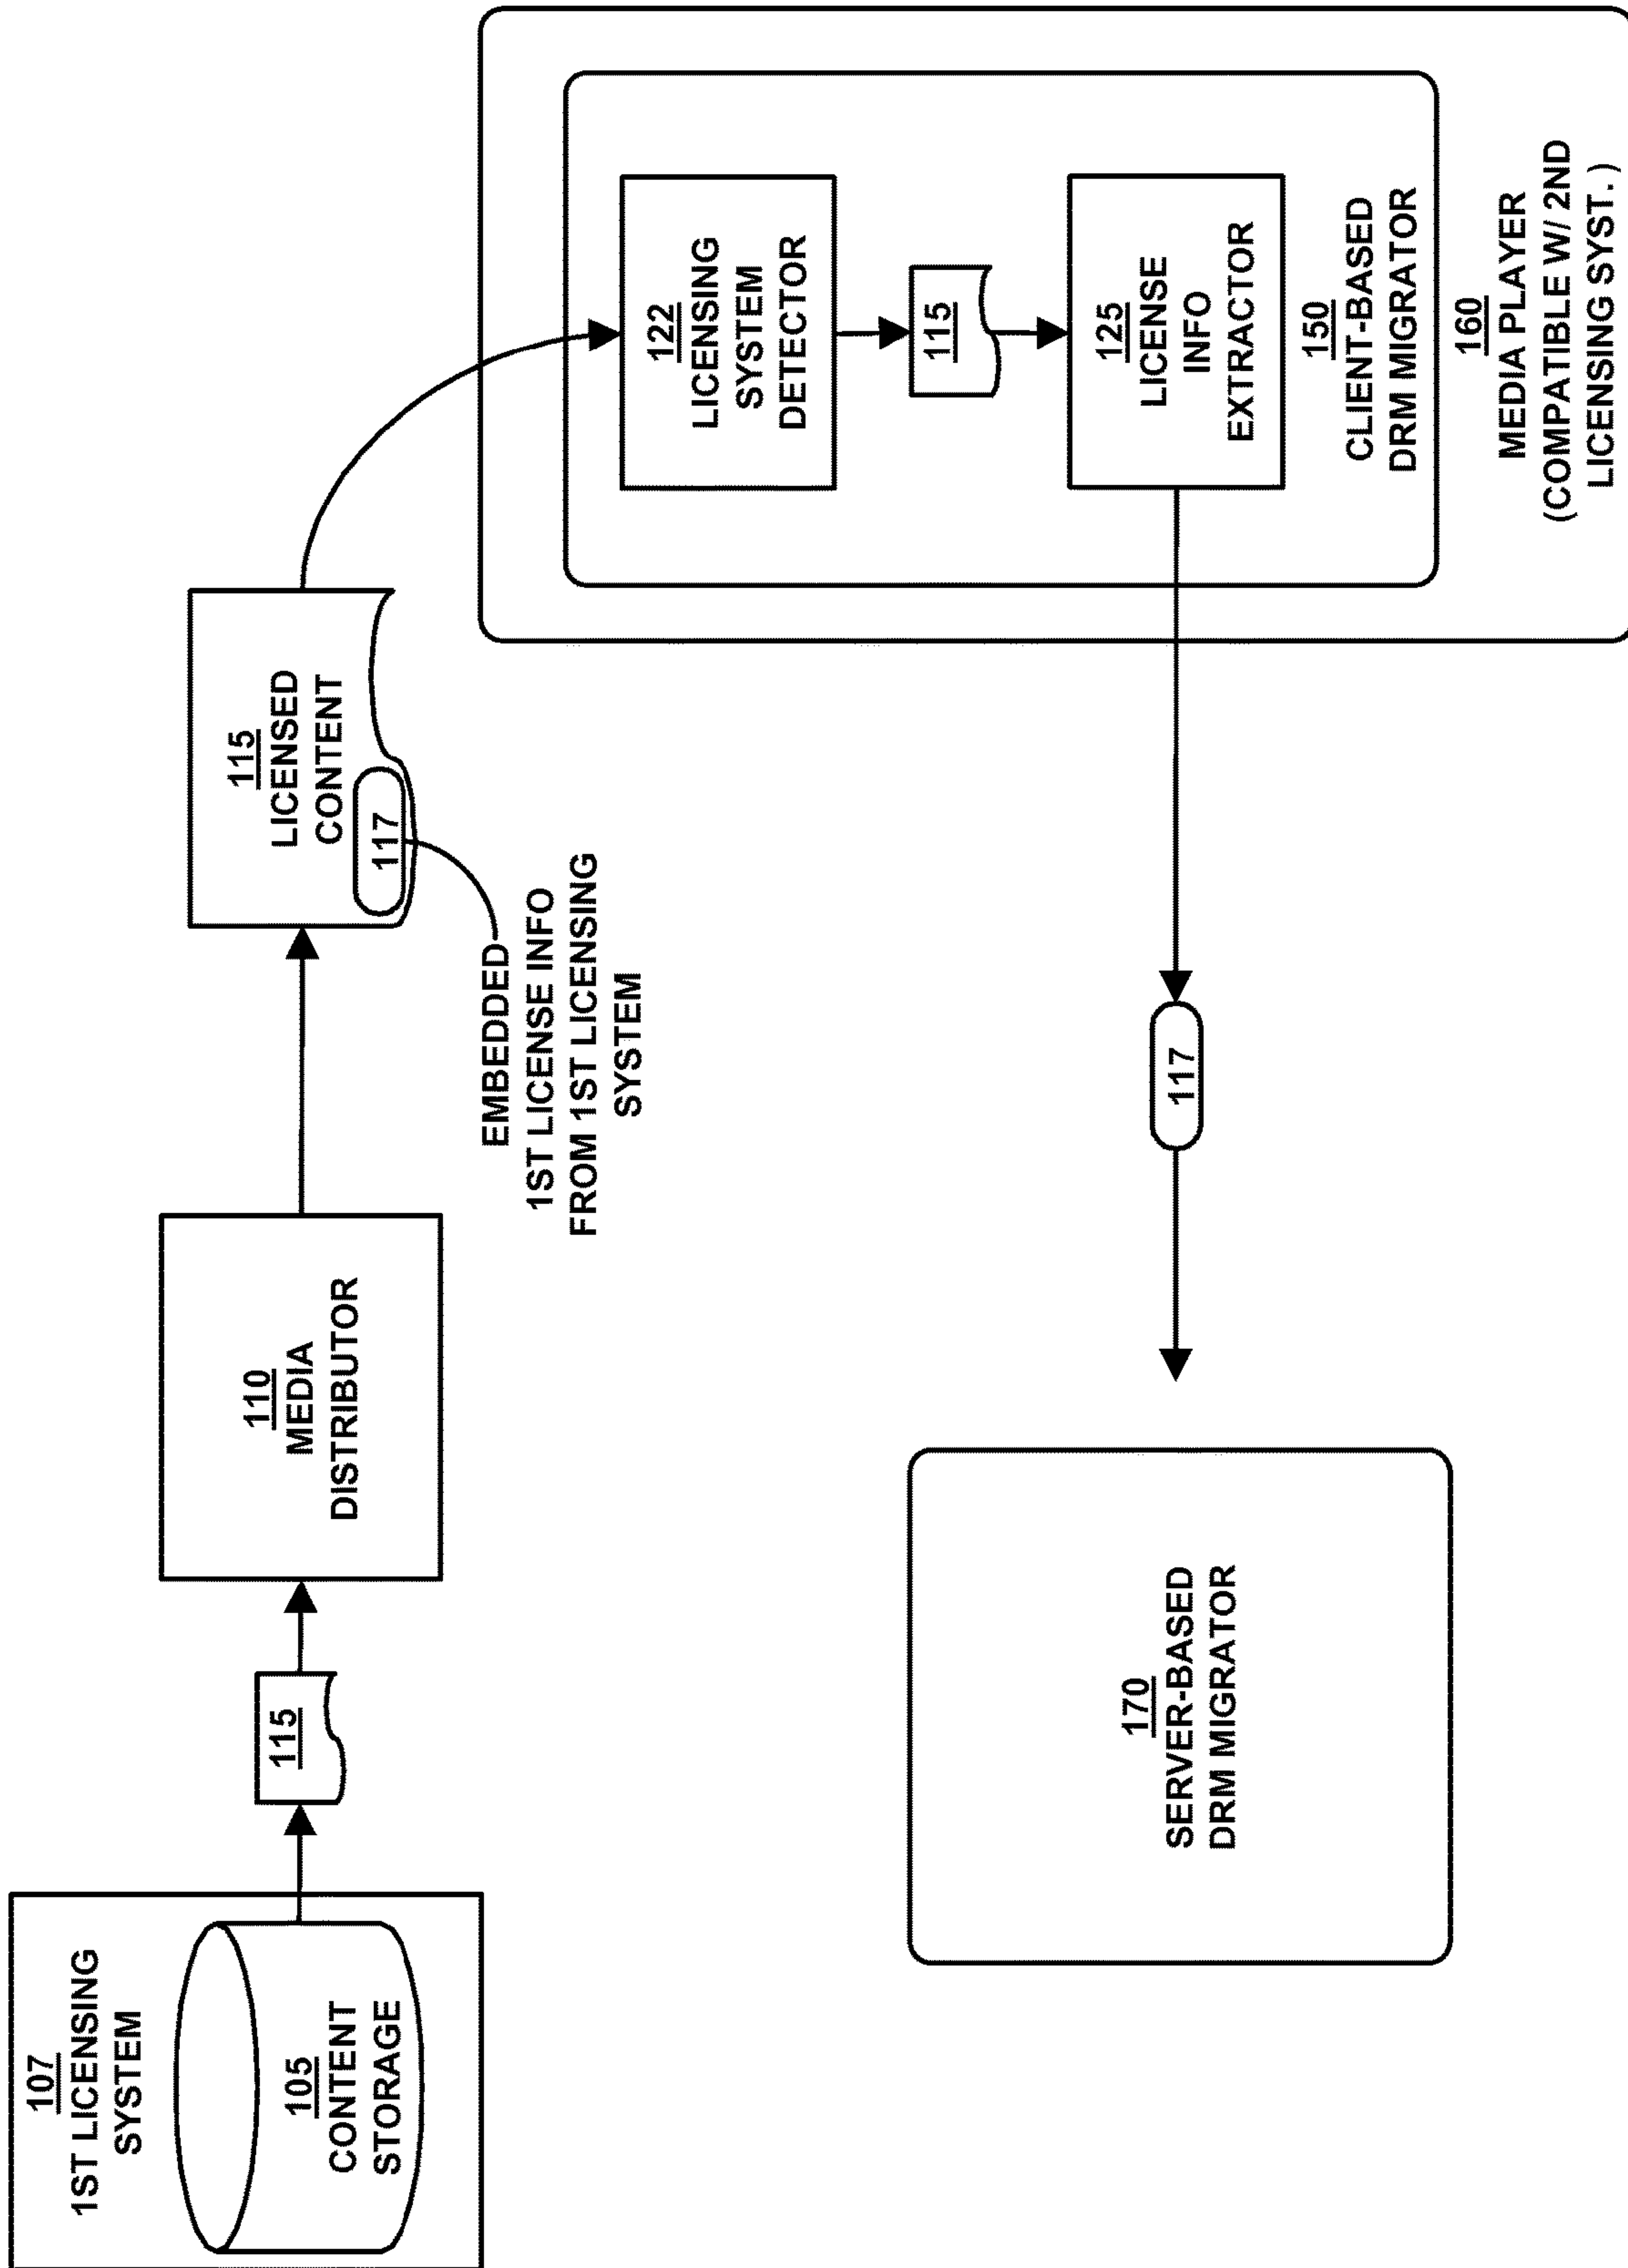 107
1ST LICENSING
SYSTEM
105
CONTENT
STORAGE
115
110
MEDIA
DISTRIBUTOR
115
LICENSED
CONTENT
117
EMBEDDED
1ST LICENSE INFO
FROM 1ST LICENSING
SYSTEM
122
LICENSING
SYSTEM
DETECTOR
115
125
LICENSE
INFO
EXTRACTOR
150
CLIENT-BASED
DRM MIGRATOR
160
MEDIA PLAYER
(COMPATIBLE W/ 2ND
LICENSING SYST. )
117
170
SERVER-BASED
DRM MIGRATOR